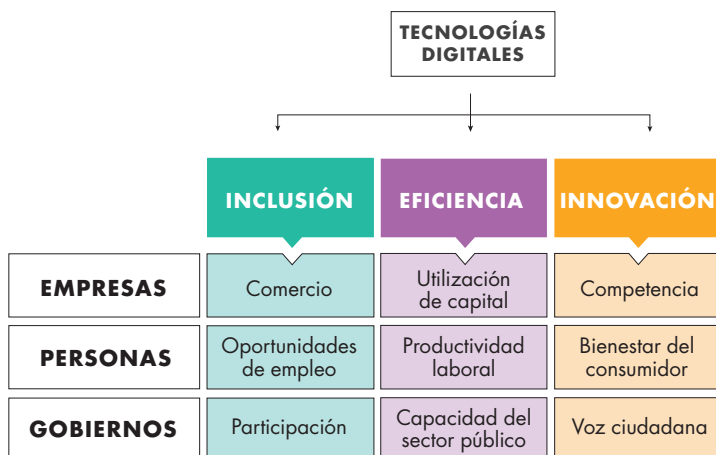 TECNOLOGÍAS
DIGITALES
INCLUSIÓN
EFICIENCIA
INNOVACIÓN
EMPRESAS
Comercio
Utilización
de capital
Competencia
PERSONAS
Oportunidades
de empleo
Productividad
laboral
Bienestar del
consumidor
GOBIERNOS
Participación
Capacidad del
sector público
Voz ciudadana